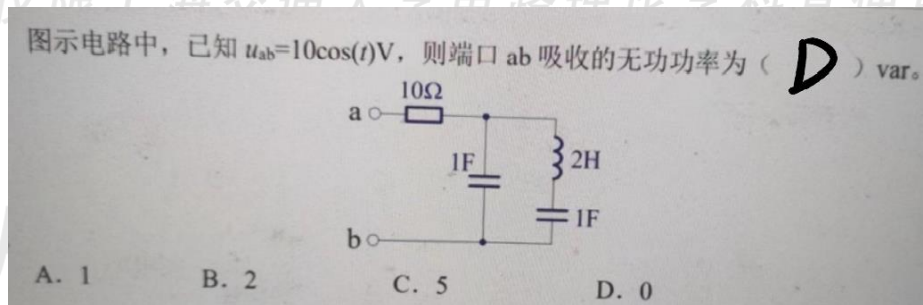 图示电路中，已知 uab=10cos(t)V，则端口 ab 吸收的无功功率为（ D ）var。
10Ω
a
1F
2H
1F
b
A. 1 B. 2 C. 5 D. 0